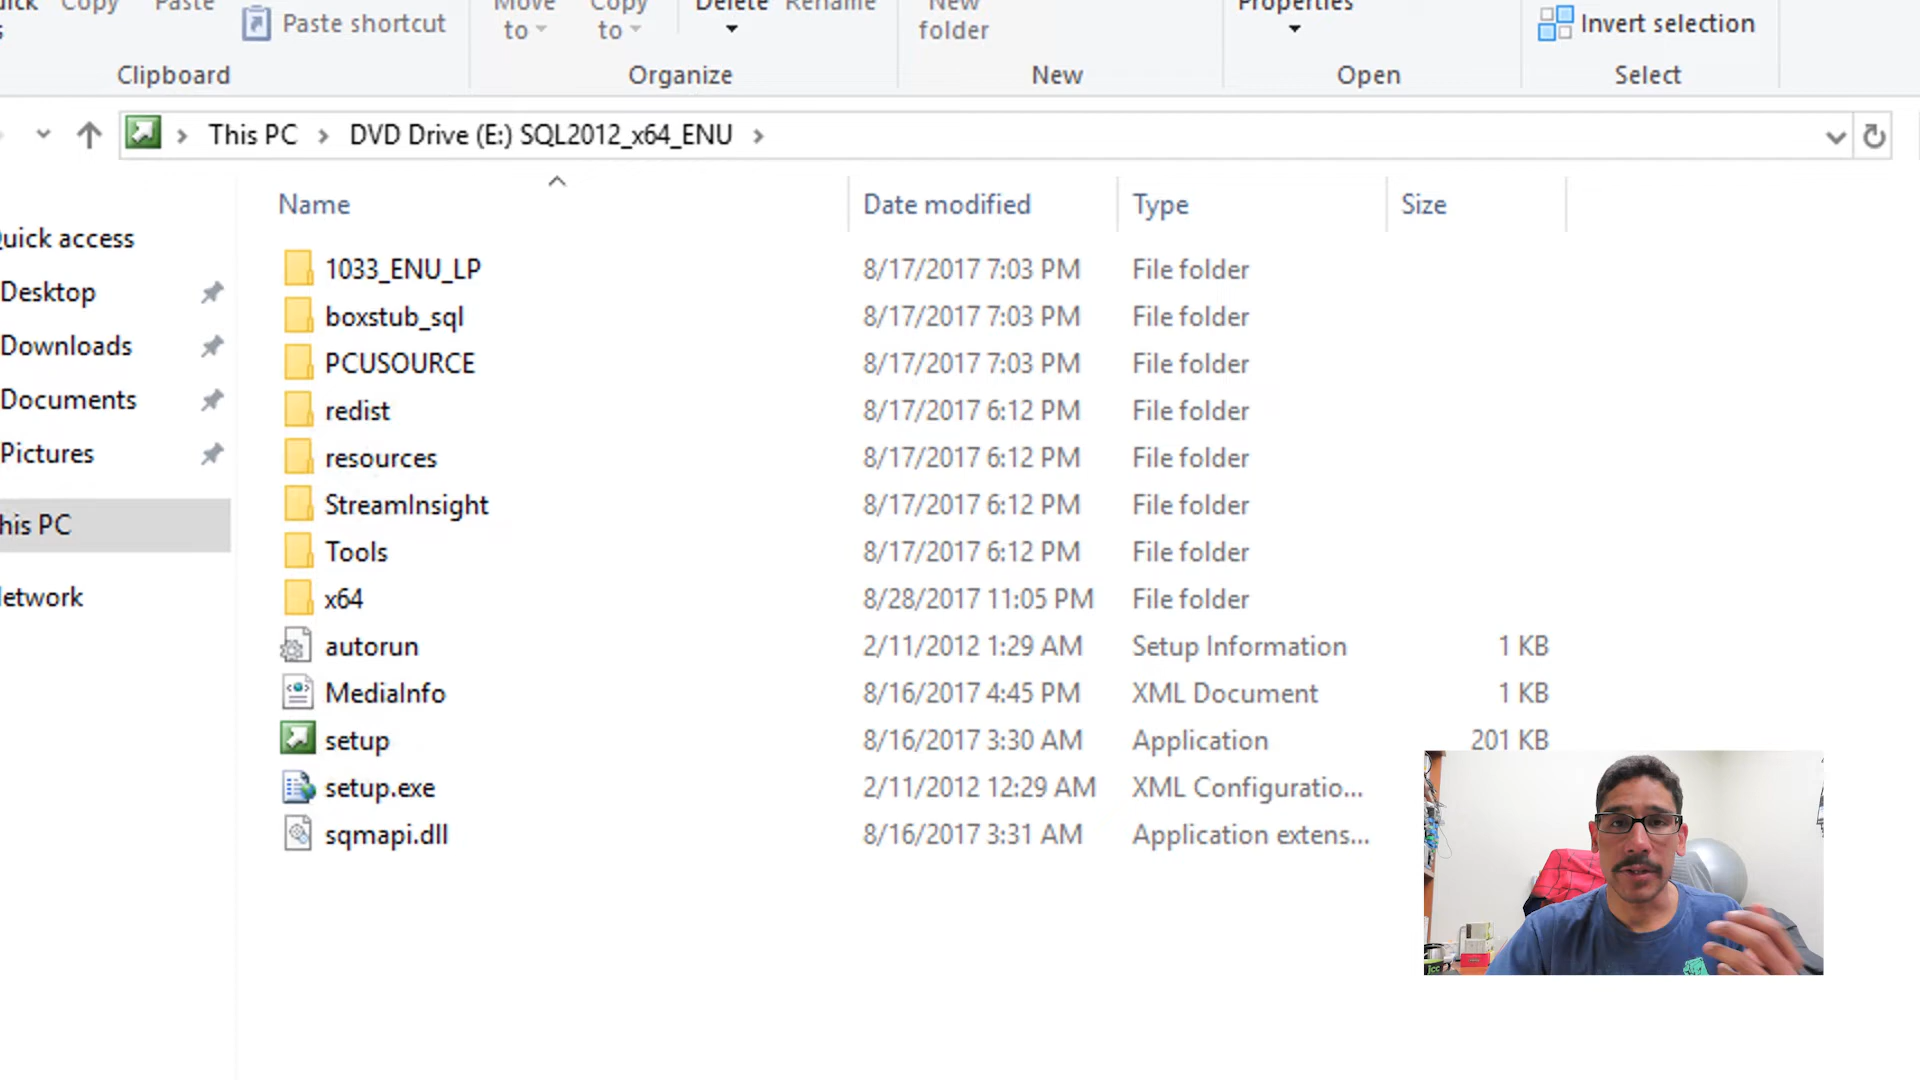 Copy
Paste
Paste shortcut
Move to
Copy to
Delete
Rename
New folder
Properties
Invert selection
Clipboard
Organize
New
Open
Select
This PC
DVD Drive (E:) SQL2012_x64_ENU
Name Date modified Type Size
uick access
Desktop
Downloads
Documents
Pictures
his PC
etwork
1033_ENU_LP 8/17/2017 7:03 PM File folder
boxstub_sql 8/17/2017 7:03 PM File folder
PCUSOURCE 8/17/2017 7:03 PM File folder
redist 8/17/2017 6:12 PM File folder
resources 8/17/2017 6:12 PM File folder
StreamInsight 8/17/2017 6:12 PM File folder
Tools 8/17/2017 6:12 PM File folder
x64 8/28/2017 11:05 PM File folder
autorun 2/11/2012 1:29 AM Setup Information 1 KB
MediaInfo 8/16/2017 4:45 PM XML Document 1 KB
setup 8/16/2017 3:30 AM Application 201 KB
setup.exe 2/11/2012 12:29 AM XML Configuratio...
sqmapi.dll 8/16/2017 3:31 AM Application extens...